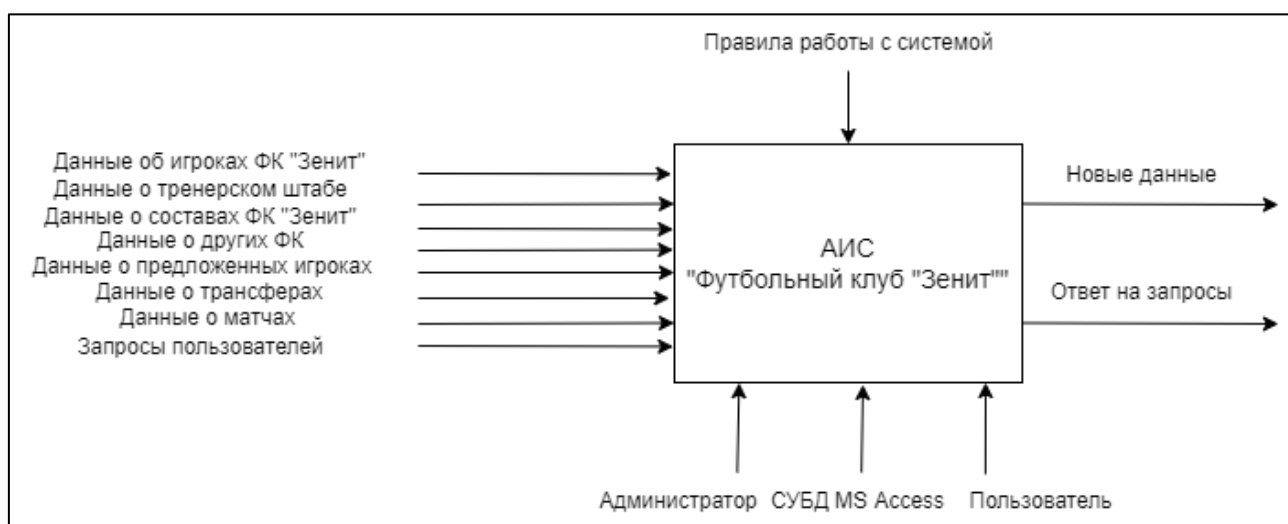 Правила работы с системой
Данные об игроках ФК "Зенит"
Данные о тренерском штабе
Данные о составах ФК "Зенит"
Данные о других ФК
Данные о предложенных игроках
Данные о трансферах
Данные о матчах
Запросы пользователей
АИС
"Футбольный клуб "Зенит""
Новые данные
Ответ на запросы
Администратор
СУБД MS Access
Пользователь